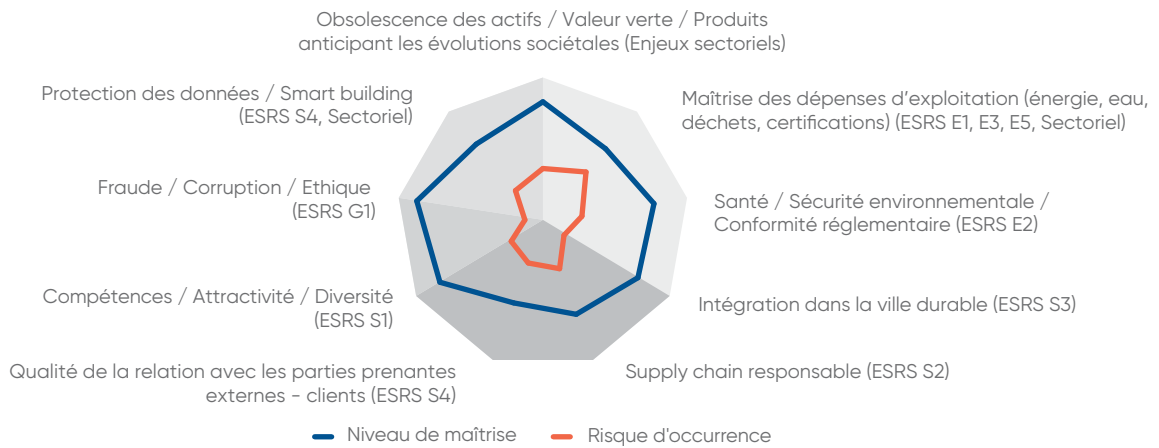 Obsolescence des actifs / Valeur verte / Produits
anticipant les évolutions sociétales (Enjeux sectoriels)
Protection des données / Smart building
(ESRS S4, Sectoriel)
Maîtrise des dépenses d’exploitation (énergie, eau,
déchets, certifications) (ESRS E1, E3, E5, Sectoriel)
Fraude / Corruption / Ethique
(ESRS G1)
Santé / Sécurité environnementale /
Conformité réglementaire (ESRS E2)
Compétences / Attractivité / Diversité
(ESRS S1)
Intégration dans la ville durable (ESRS S3)
Qualité de la relation avec les parties prenantes
externes - clients (ESRS S4)
Supply chain responsable (ESRS S2)
Niveau de maîtrise
Risque d'occurrence